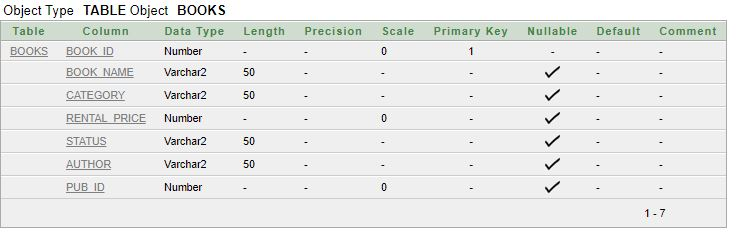 Object Type TABLE Object BOOKS
Table Column Data Type Length Precision Scale Primary Key Nullable Default Comment
BOOKS BOOK_ID Number - - 0 1 - - -
BOOK_NAME Varchar2 50 - - - - -
CATEGORY Varchar2 50 - - - - -
RENTAL_PRICE Number - - 0 - - -
STATUS Varchar2 50 - - - - -
AUTHOR Varchar2 50 - - - - -
PUB_ID Number - - 0 - - -
1 - 7